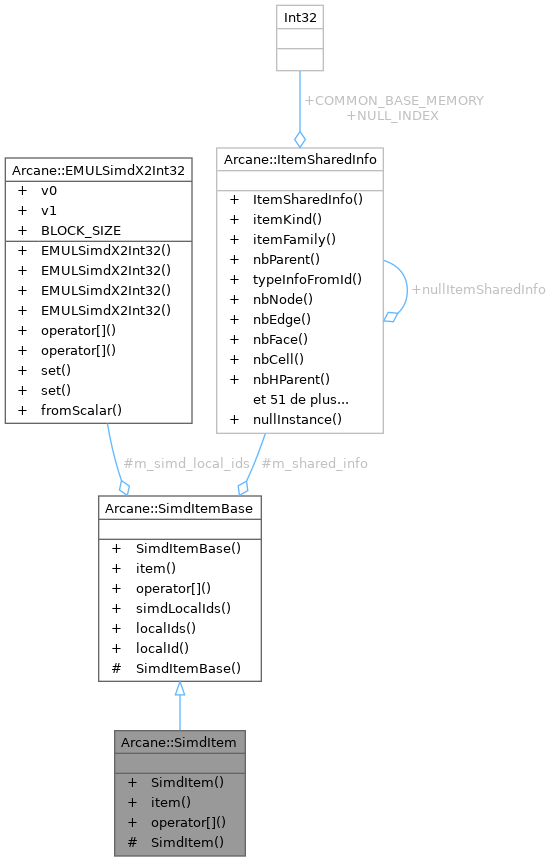 Int32
+COMMON_BASE_MEMORY
+NULL_INDEX
Arcane::ItemSharedInfo
+ ItemSharedInfo()
+ itemKind()
+ itemFamily()
+ nbParent()
+ typeInfoFromId()
+ nbNode()
+ nbEdge()
+ nbFace()
+ nbCell()
+ nbHParent()
et 51 de plus...
+ nullInstance()
+nullItemSharedInfo
Arcane::EMULSimdX2Int32
+ v0
+ v1
+ BLOCK_SIZE
+ EMULSimdX2Int32()
+ EMULSimdX2Int32()
+ EMULSimdX2Int32()
+ EMULSimdX2Int32()
+ operator[]()
+ operator[]()
+ set()
+ set()
+ fromScalar()
#m_simd_local_ids
#m_shared_info
Arcane::SimdItemBase
+ SimdItemBase()
+ item()
+ operator[]()
+ simdLocalIds()
+ localIds()
+ localId()
# SimdItemBase()
Arcane::SimdItem
+ SimdItem()
+ item()
+ operator[]()
# SimdItem()